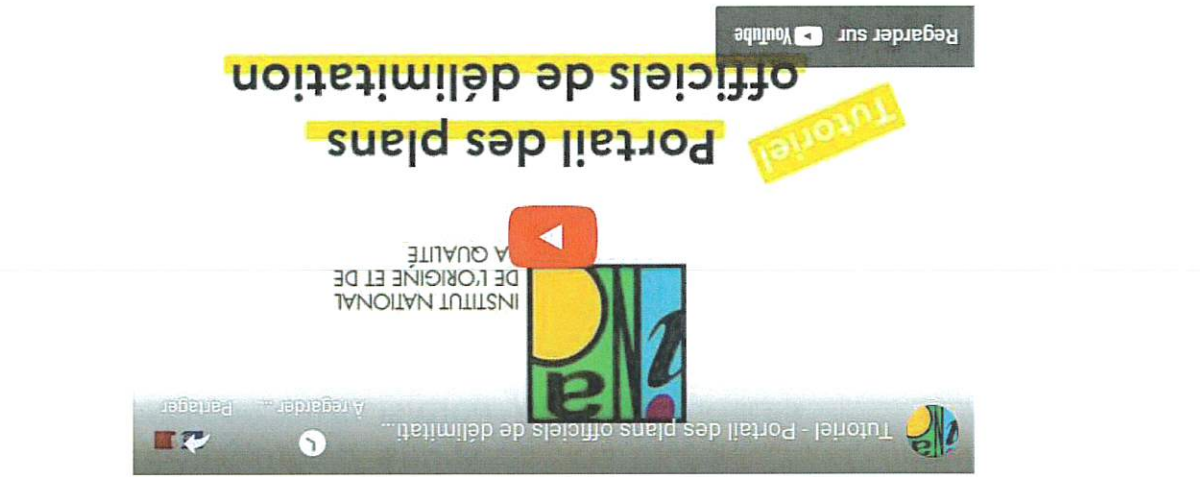 Tutoriel - Portail des plans officiels de délimitati...
À regarder ...
Partager
iNa
INSTITUT NATIONAL
DE L'ORIGINE ET DE
LA QUALITÉ
Tutoriel
Portail des plans
officiels de délimitation
Regarder sur YouTube